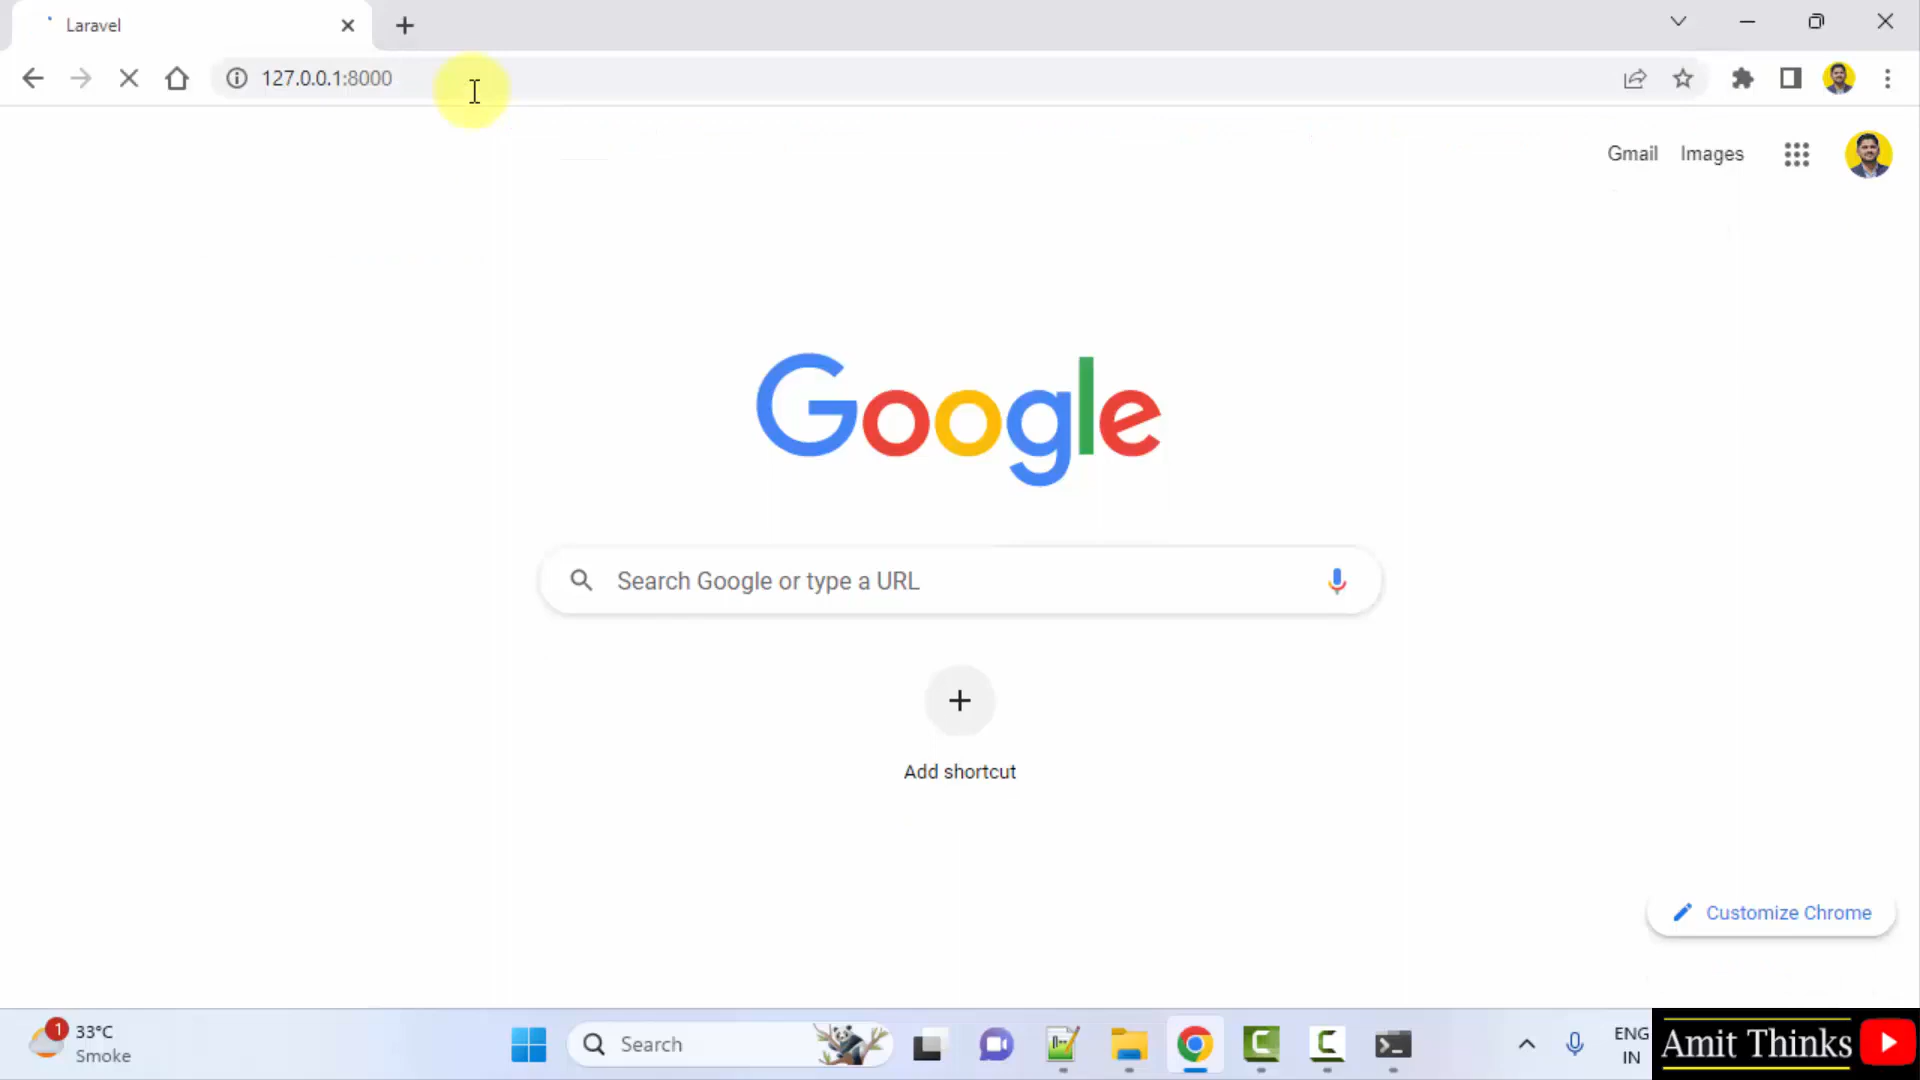 Laravel
127.0.0.1:8000
Gmail Images
Google
Search Google or type a URL
Add shortcut
Customize Chrome
1
33°C
Smoke
Search
ENG
IN
Amit Thinks